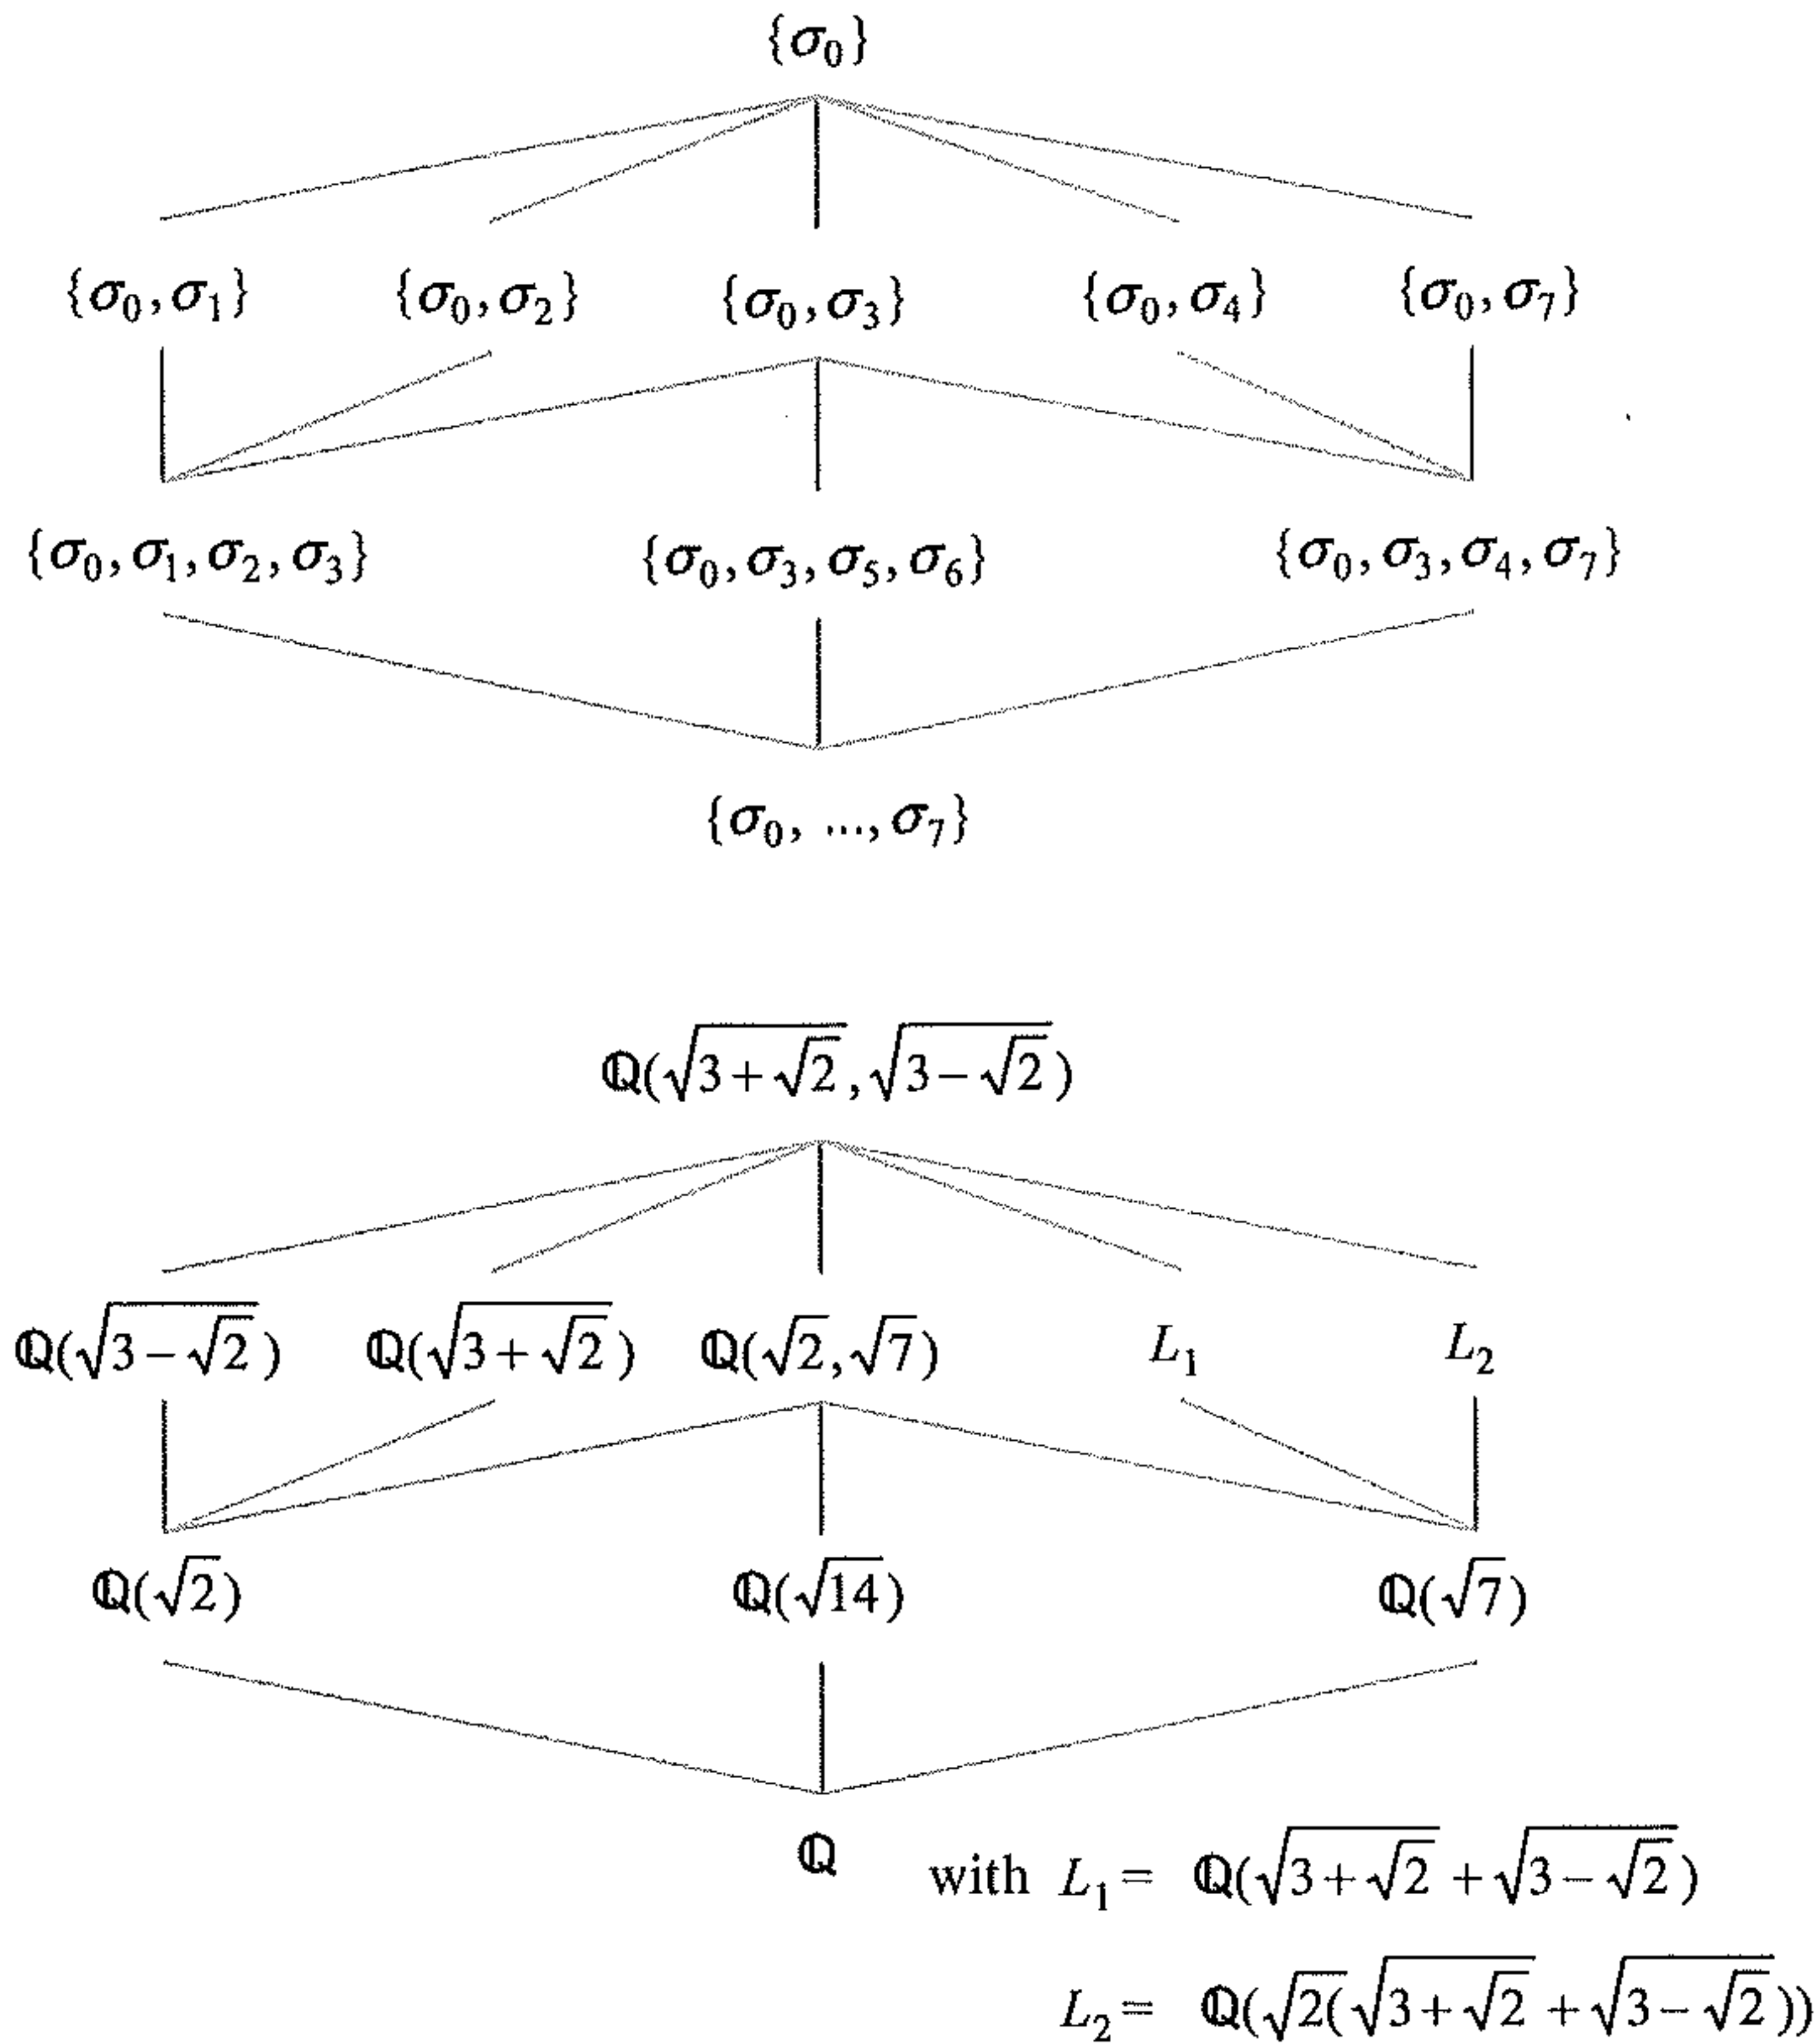 {σ₀}
{σ₀, σ₁} {σ₀, σ₂} {σ₀, σ₃} {σ₀, σ₄} {σ₀, σ₇}
{σ₀, σ₁, σ₂, σ₃} {σ₀, σ₃, σ₅, σ₆} {σ₀, σ₃, σ₄, σ₇}
{σ₀, ..., σ₇}
ℚ(√(3+√2), √(3−√2))
ℚ(√(3−√2)) ℚ(√(3+√2)) ℚ(√2, √7) L₁ L₂
ℚ(√2) ℚ(√14) ℚ(√7)
ℚ with L₁ = ℚ(√(3+√2) + √(3−√2))
L₂ = ℚ(√2(√(3+√2) + √(3−√2)))